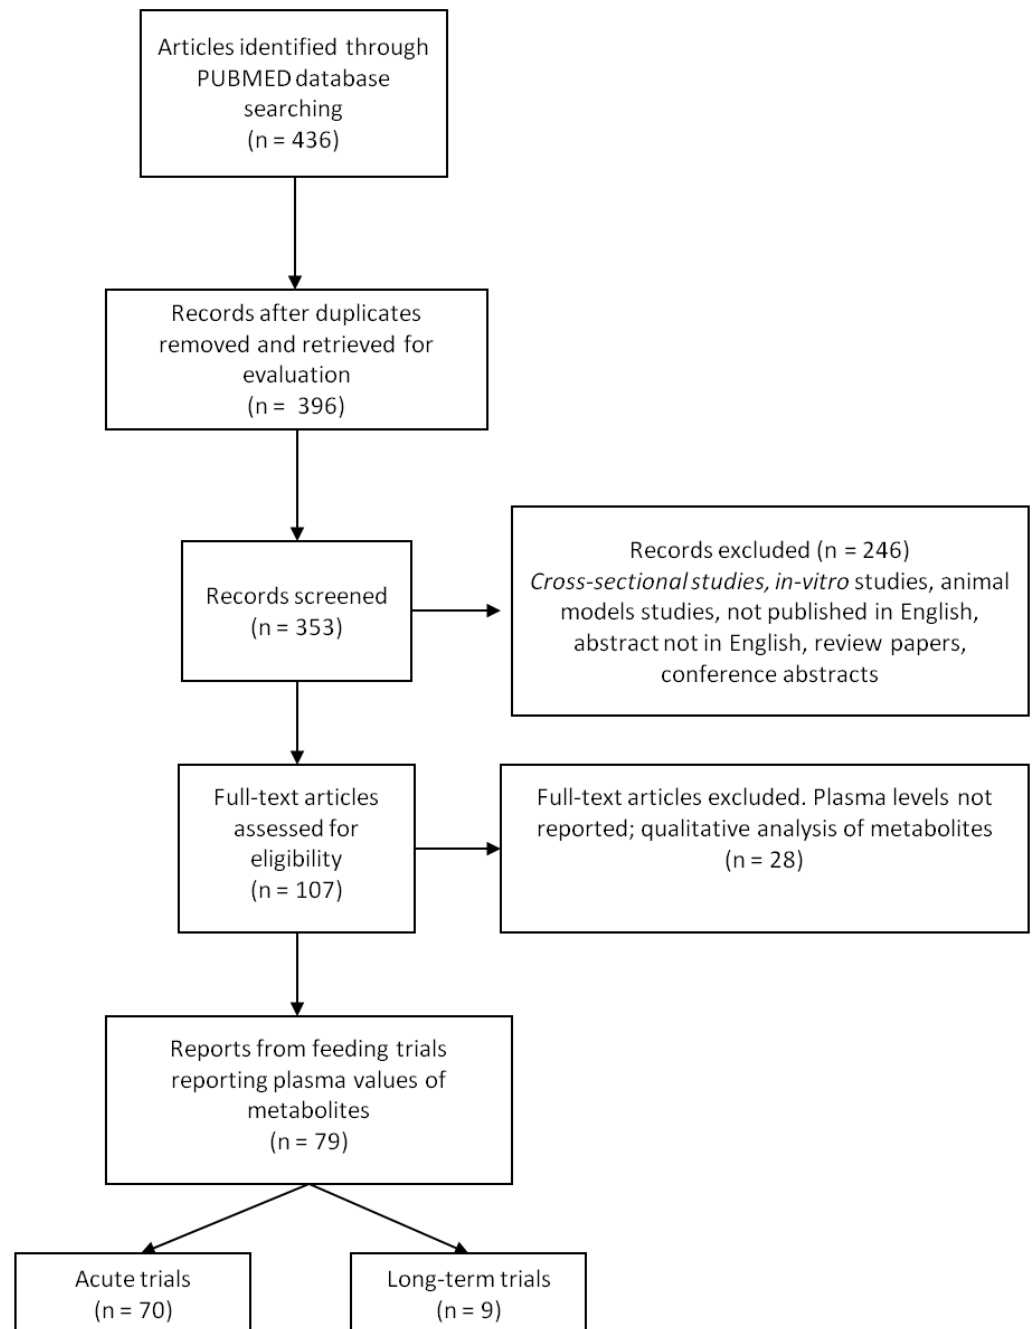 Articles identified through
PUBMED database
searching
(n = 436)
Records after duplicates
removed and retrieved for
evaluation
(n = 396)
Records screened
(n = 353)
Records excluded (n = 246)
Cross-sectional studies, in-vitro studies, animal
models studies, not published in English,
abstract not in English, review papers,
conference abstracts
Full-text articles
assessed for
eligibility
(n = 107)
Full-text articles excluded. Plasma levels not
reported; qualitative analysis of metabolites
(n = 28)
Reports from feeding trials
reporting plasma values of
metabolites
(n = 79)
Acute trials
(n = 70)
Long-term trials
(n = 9)